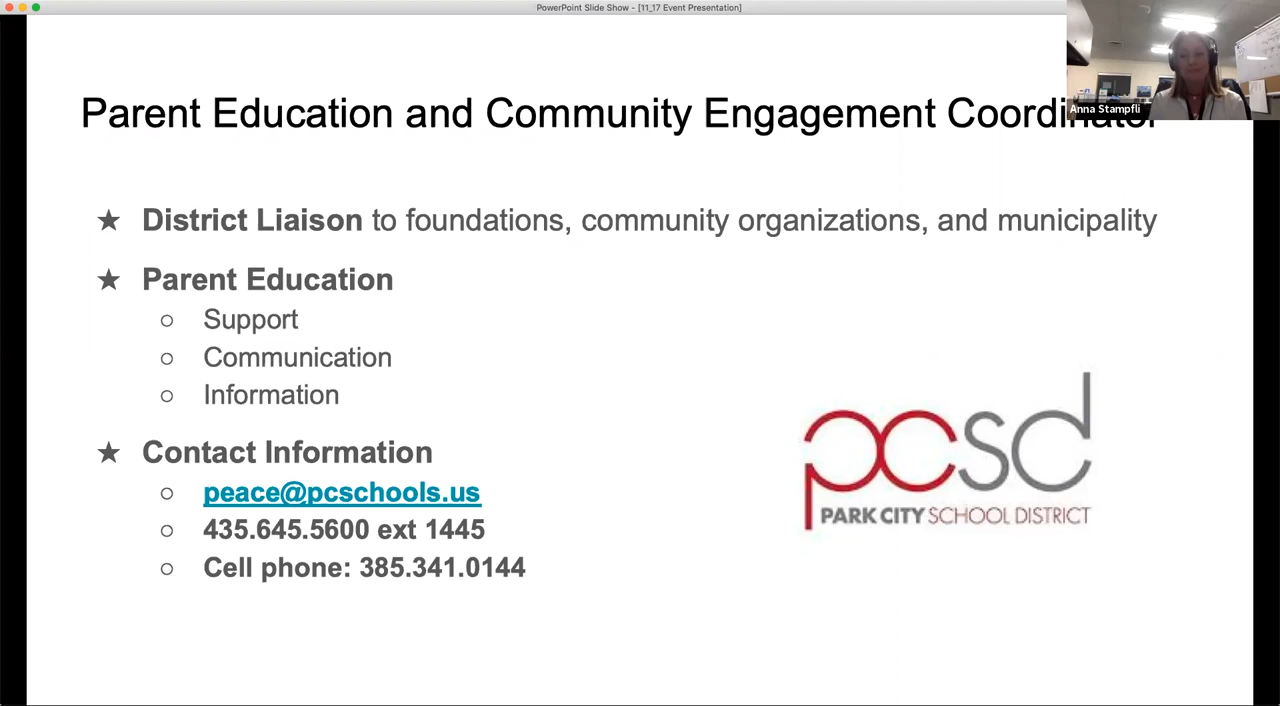 PowerPoint Slide Show - [11_17 Event Presentation]
Anna Stampfli
Parent Education and Community Engagement Coordinator
★ District Liaison to foundations, community organizations, and municipality
★ Parent Education
○ Support
○ Communication
○ Information
★ Contact Information
○ peace@pcschools.us
○ 435.645.5600 ext 1445
○ Cell phone: 385.341.0144
pcsd
PARK CITY SCHOOL DISTRICT